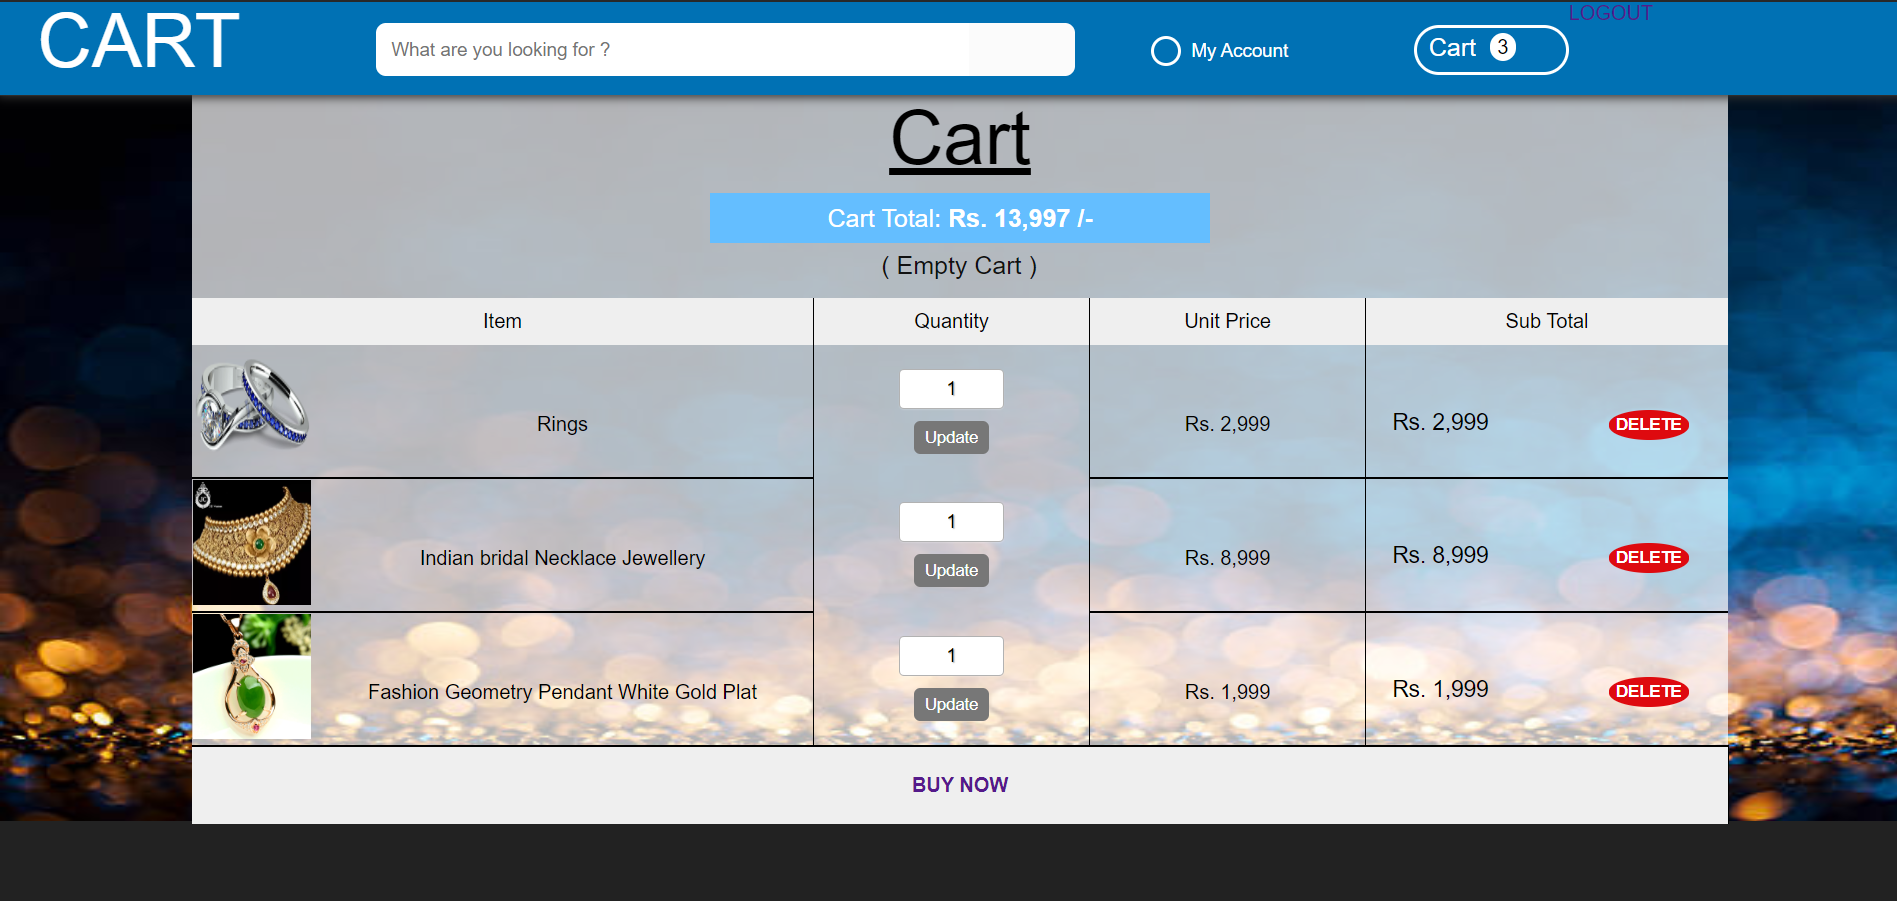 CART
What are you looking for ?
My Account
Cart 3
LOGOUT
Cart
Cart Total: Rs. 13,997 /-
( Empty Cart )
Item Quantity Unit Price Sub Total
1
Rings Rs. 2,999 Rs. 2,999 DELETE
Update
1
Indian bridal Necklace Jewellery Rs. 8,999 Rs. 8,999 DELETE
Update
1
Fashion Geometry Pendant White Gold Plat Rs. 1,999 Rs. 1,999 DELETE
Update
BUY NOW